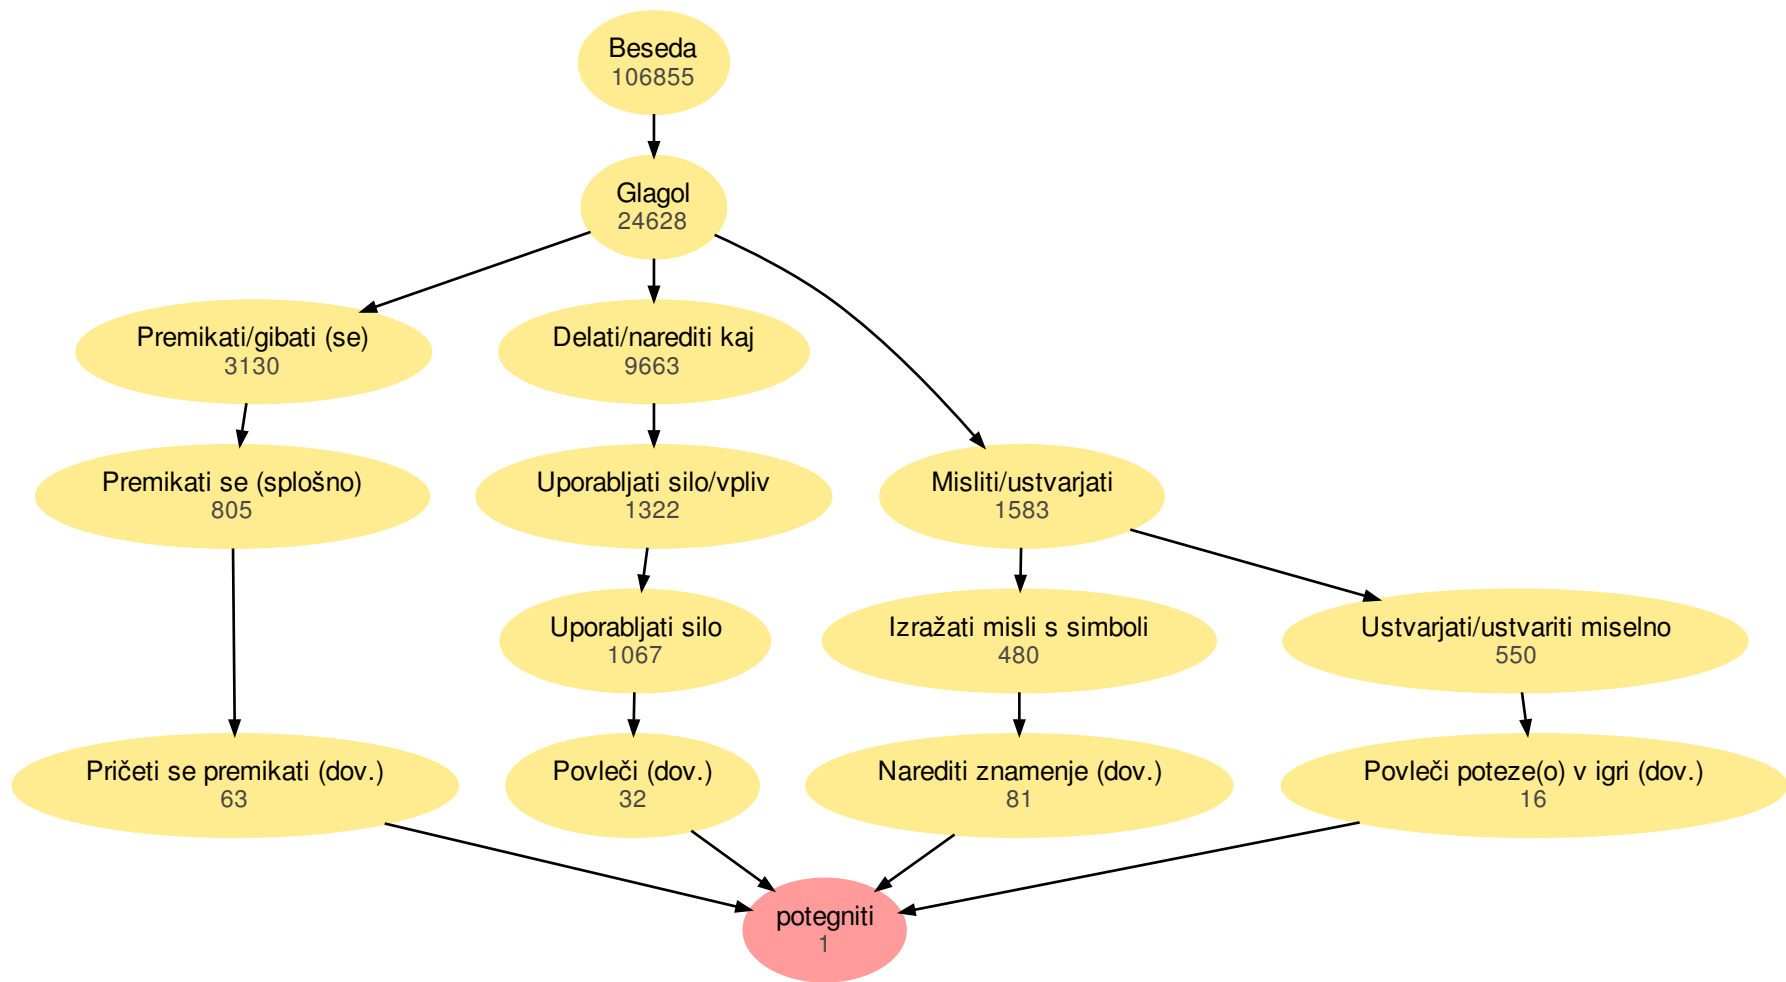 Beseda
106855
Glagol
24628
Premikati/gibati (se)
3130
Delati/narediti kaj
9663
Premikati se (splošno)
805
Uporabljati silo/vpliv
1322
Misliti/ustvarjati
1583
Uporabljati silo
1067
Izražati misli s simboli
480
Ustvarjati/ustvariti miselno
550
Pričeti se premikati (dov.)
63
Povleči (dov.)
32
Narediti znamenje (dov.)
81
Povleči poteze(o) v igri (dov.)
16
potegniti
1